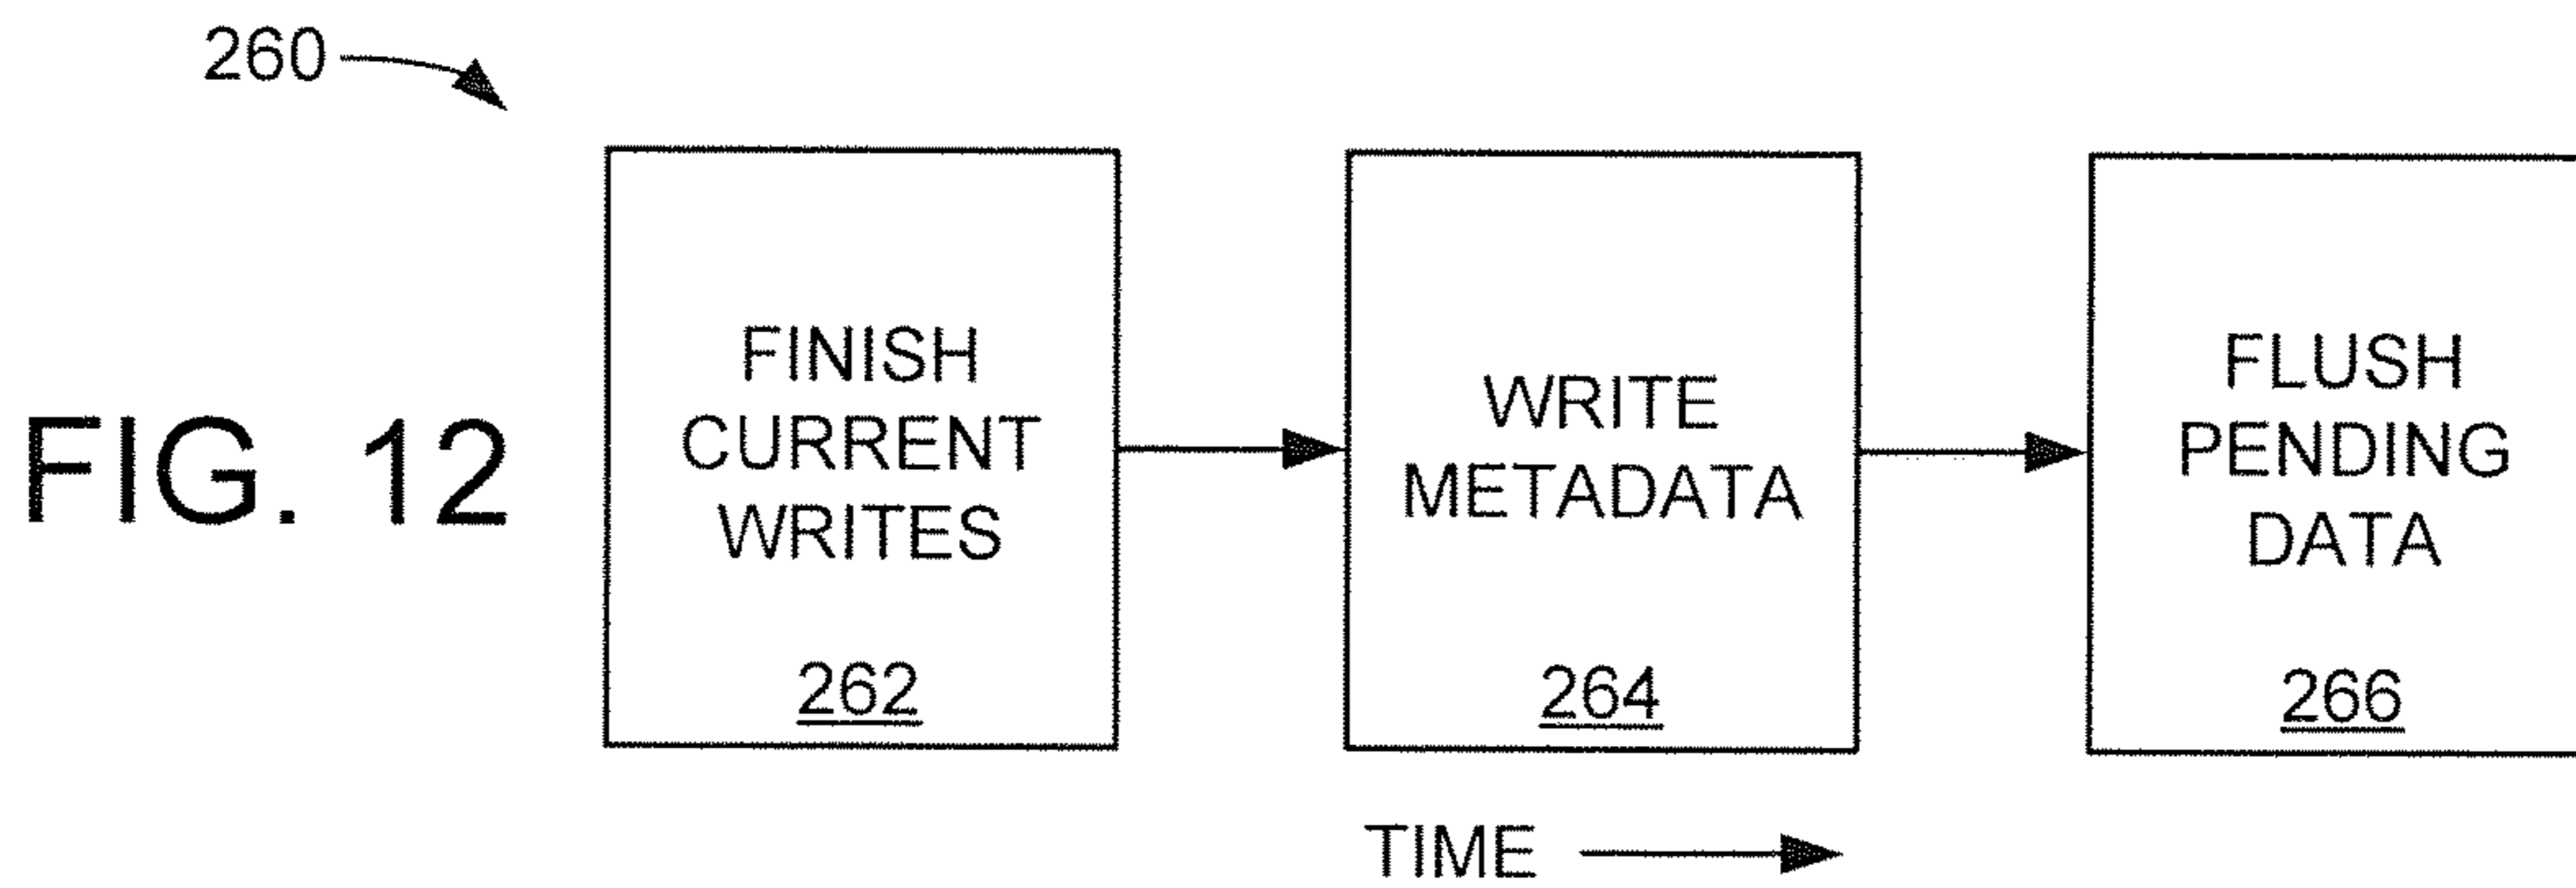 260
FIG. 12
FINISH
CURRENT
WRITES
262
WRITE
METADATA
264
FLUSH
PENDING
DATA
266
TIME